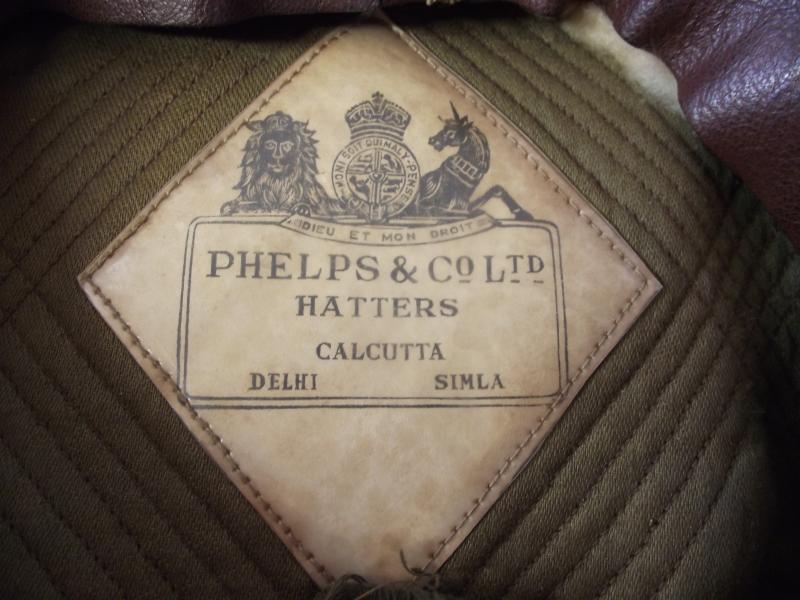 HONI SOIT QUI MAL Y PENSE
DIEU ET MON DROIT
PHELPS & Co LTD
HATTERS
CALCUTTA
DELHI SIMLA